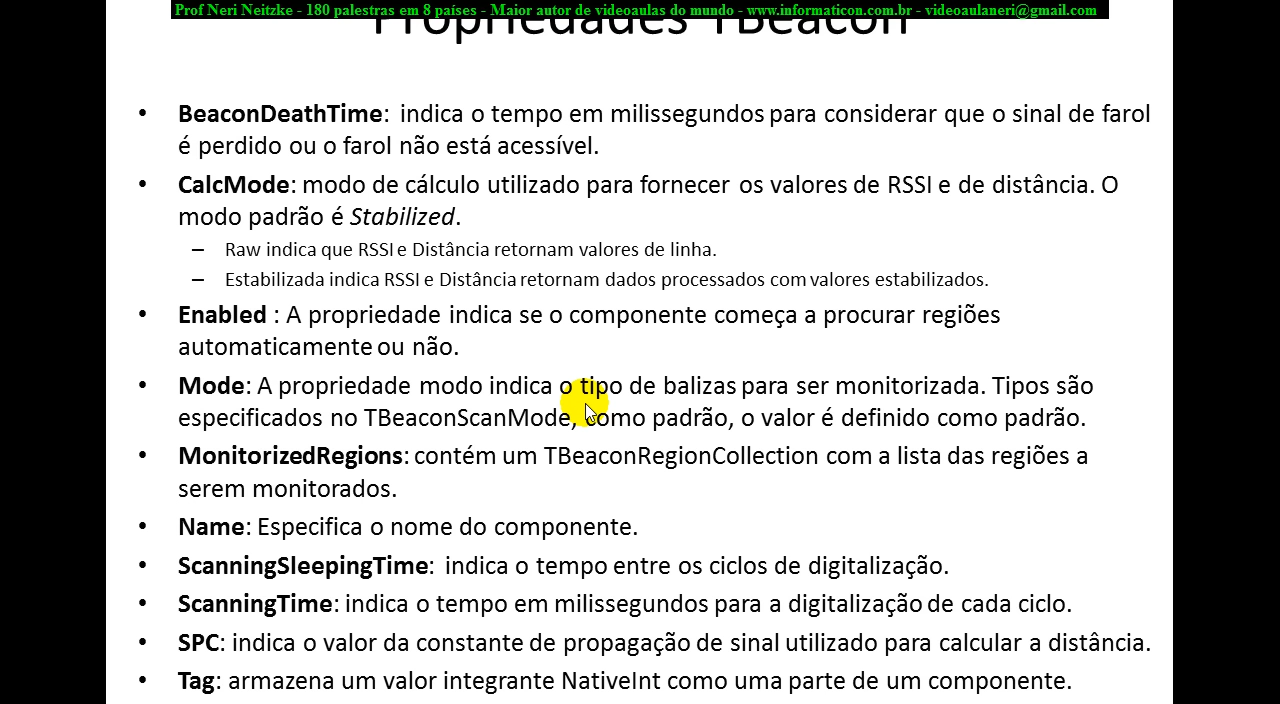 Prof Neri Neitzke - 180 palestras em 8 países - Maior autor de videoaulas do mundo - www.informaticon.com.br - videoaulaneri@gmail.com
Propriedades TBeacon
• BeaconDeathTime: indica o tempo em milissegundos para considerar que o sinal de farol
é perdido ou o farol não está acessível.
• CalcMode: modo de cálculo utilizado para fornecer os valores de RSSI e de distância. O
modo padrão é Stabilized.
– Raw indica que RSSI e Distância retornam valores de linha.
– Estabilizada indica RSSI e Distância retornam dados processados com valores estabilizados.
• Enabled : A propriedade indica se o componente começa a procurar regiões
automaticamente ou não.
• Mode: A propriedade modo indica o tipo de balizas para ser monitorizada. Tipos são
especificados no TBeaconScanMode, como padrão, o valor é definido como padrão.
• MonitorizedRegions: contém um TBeaconRegionCollection com a lista das regiões a
serem monitorados.
• Name: Especifica o nome do componente.
• ScanningSleepingTime: indica o tempo entre os ciclos de digitalização.
• ScanningTime: indica o tempo em milissegundos para a digitalização de cada ciclo.
• SPC: indica o valor da constante de propagação de sinal utilizado para calcular a distância.
• Tag: armazena um valor integrante NativeInt como uma parte de um componente.